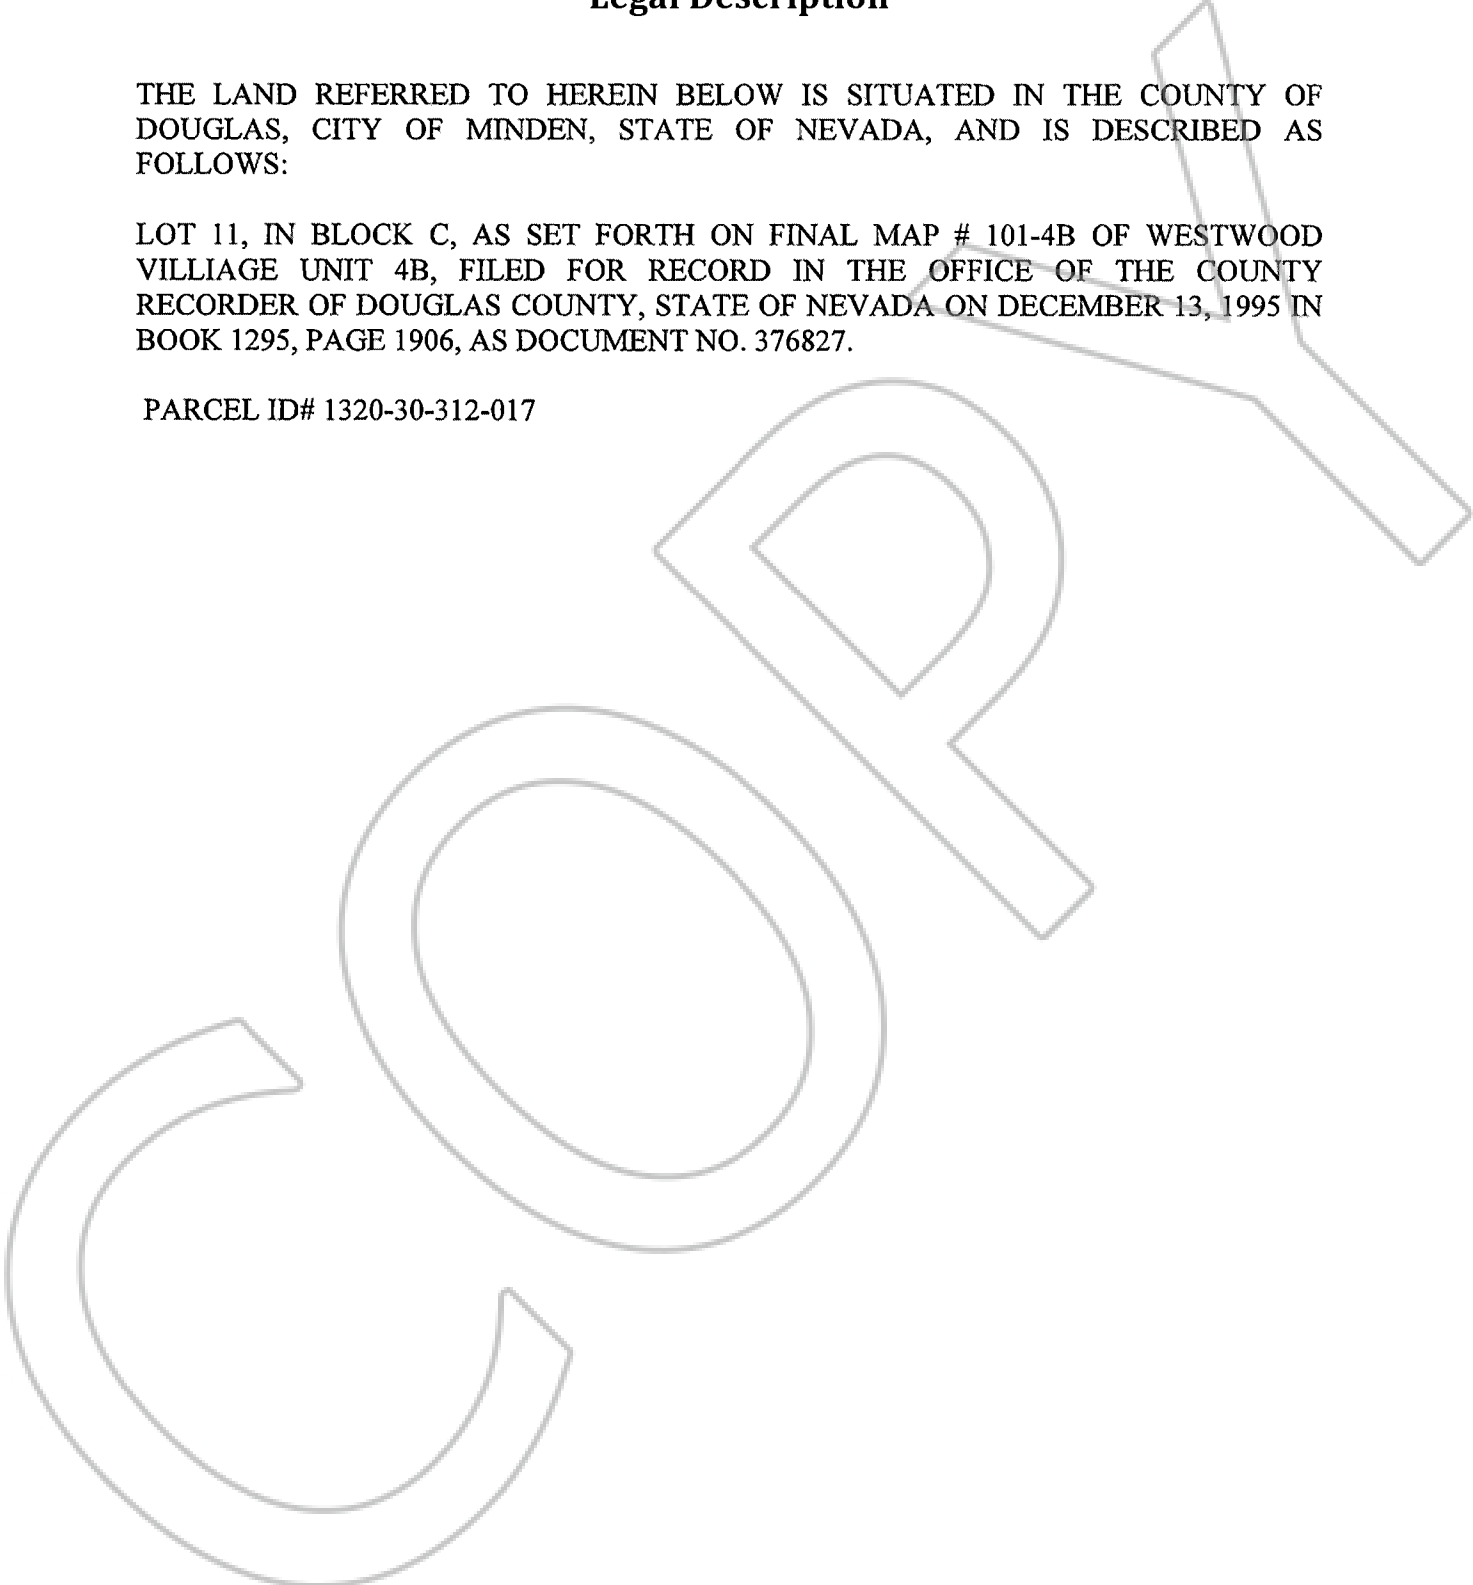 Legal Description
THE LAND REFERRED TO HEREIN BELOW IS SITUATED IN THE COUNTY OF
DOUGLAS, CITY OF MINDEN, STATE OF NEVADA, AND IS DESCRIBED AS
FOLLOWS:
LOT 11, IN BLOCK C, AS SET FORTH ON FINAL MAP # 101-4B OF WESTWOOD
VILLIAGE UNIT 4B, FILED FOR RECORD IN THE OFFICE OF THE COUNTY
RECORDER OF DOUGLAS COUNTY, STATE OF NEVADA ON DECEMBER 13, 1995 IN
BOOK 1295, PAGE 1906, AS DOCUMENT NO. 376827.
PARCEL ID# 1320-30-312-017
COPY